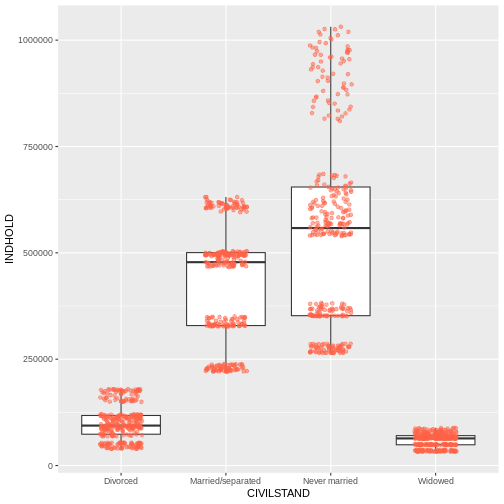 1000000
750000
500000
250000
0
INDHOLD
Divorced Married/separated Never married Widowed
CIVILSTAND